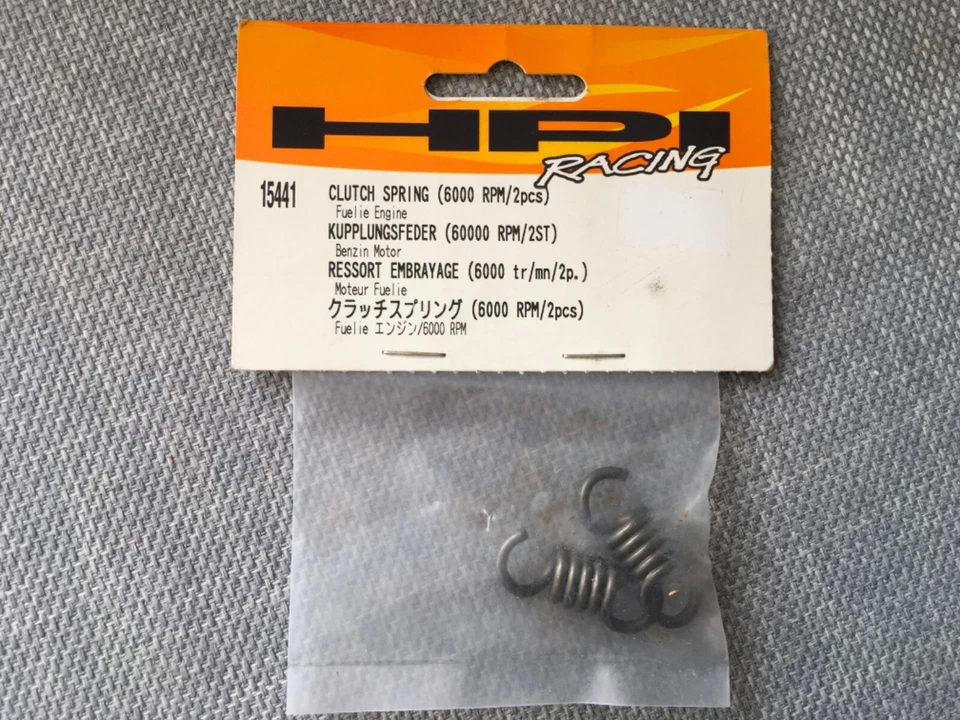 HPI
RACING
15441
CLUTCH SPRING (6000 RPM/2pcs)
Fuelie Engine
KUPPLUNGSFEDER (60000 RPM/2ST)
Benzin Motor
RESSORT EMBRAYAGE (6000 tr/mn/2p.)
Moteur Fuelie
クラッチスプリング (6000 RPM/2pcs)
Fuelie エンジン/6000 RPM